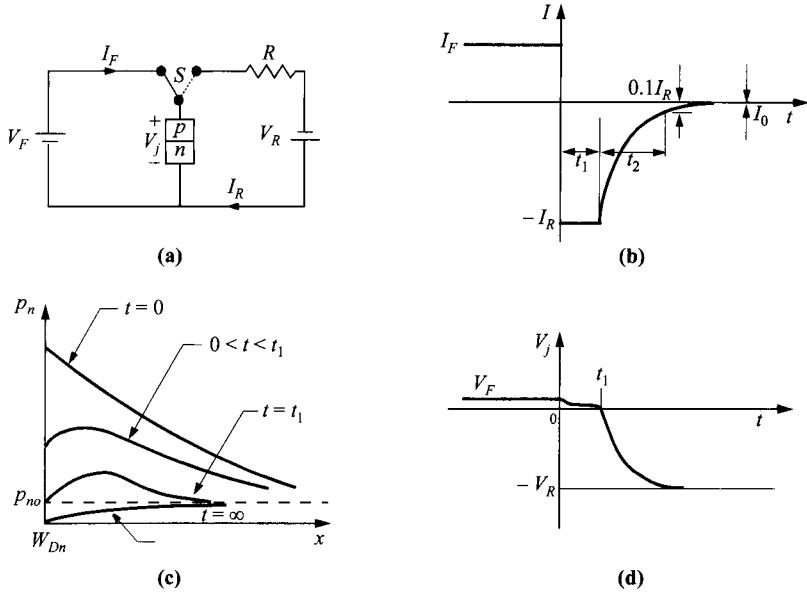 I_F
S
R
V_F
+
V_j
−
p
n
V_R
I_R
(a)
I
I_F
0.1I_R
t
I_0
t_1
t_2
−I_R
(b)
p_n
t = 0
0 < t < t_1
t = t_1
p_no
t = ∞
W_Dn
x
(c)
V_j
V_F
t_1
0
t
−V_R
(d)